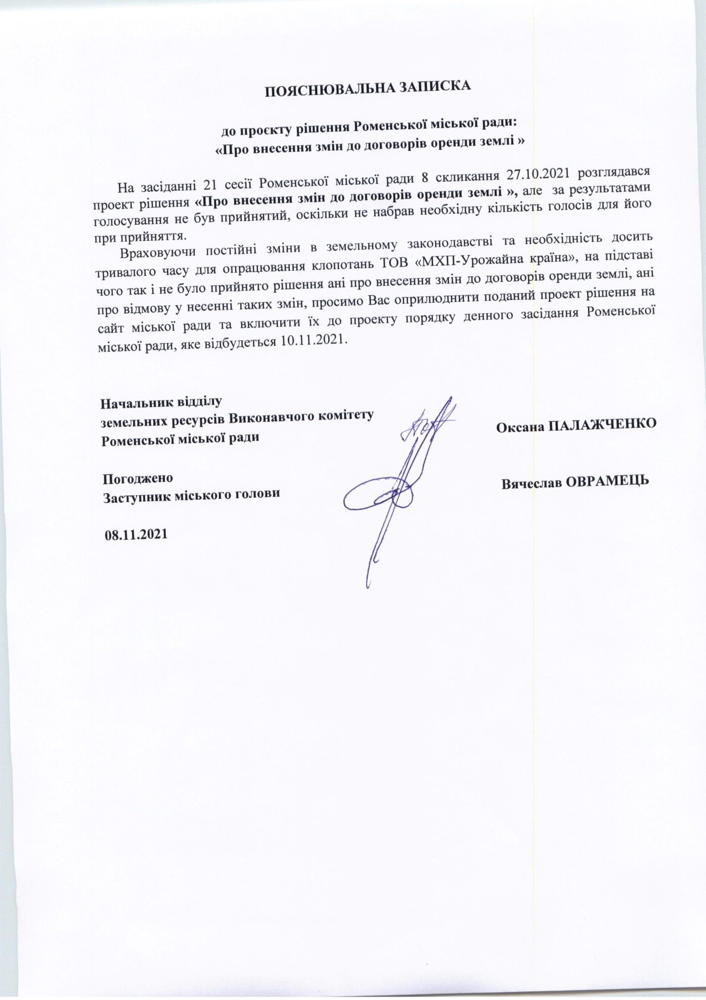 ПОЯСНЮВАЛЬНА ЗАПИСКА
до проєкту рішення Роменської міської ради:
«Про внесення змін до договорів оренди землі »
На засіданні 21 сесії Роменської міської ради 8 скликання 27.10.2021 розглядався
проект рішення «Про внесення змін до договорів оренди землі », але за результатами
голосування не був прийнятий, оскільки не набрав необхідну кількість голосів для його
при прийняття.
Враховуючи постійні зміни в земельному законодавстві та необхідність досить
тривалого часу для опрацювання клопотань ТОВ «МХП-Урожайна країна», на підставі
чого так і не було прийнято рішення ані про внесення змін до договорів оренди землі, ані
про відмову у несенні таких змін, просимо Вас оприлюднити поданий проект рішення на
сайт міської ради та включити їх до проекту порядку денного засідання Роменської
міської ради, яке відбудеться 10.11.2021.
Начальник відділу
земельних ресурсів Виконавчого комітету
Роменської міської ради
Оксана ПАЛАЖЧЕНКО
Погоджено
Заступник міського голови
Вячеслав ОВРАМЕЦЬ
08.11.2021